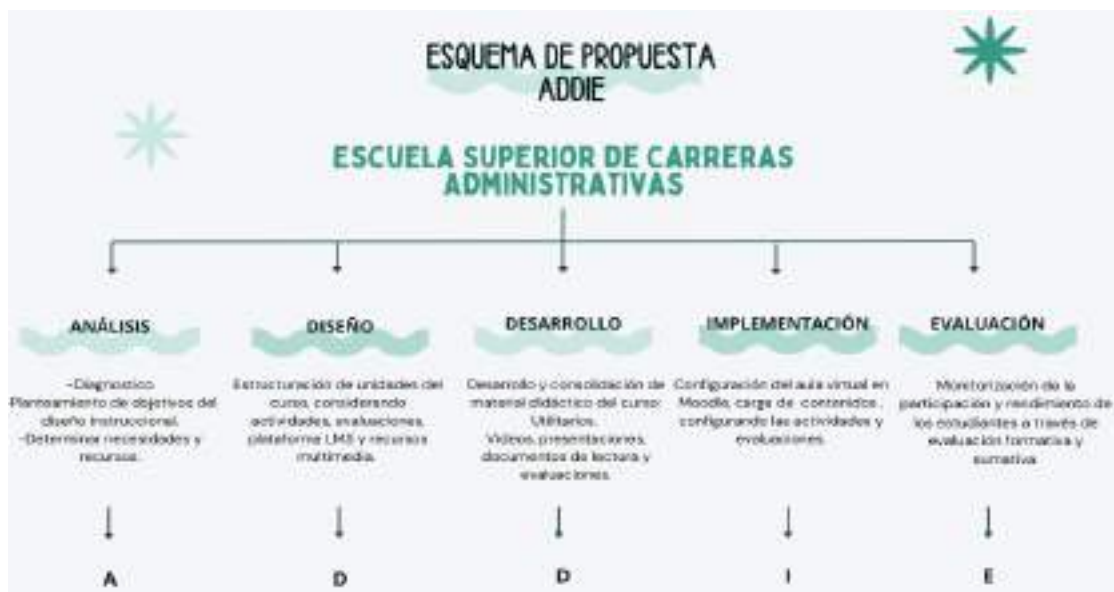 ESQUEMA DE PROPUESTA
ADDIE
ESCUELA SUPERIOR DE CARRERAS
ADMINISTRATIVAS
ANÁLISIS
-Diagnostico
Planteamiento de objetivos del
diseño instruccional.
-Determinar necesidades y
recursos.
DISEÑO
Estructuración de unidades del
curso, considerando
actividades, evaluaciones,
plataforma LMS y recursos
multimedia.
DESARROLLO
Desarrollo y consolidación de
material didáctico del curso:
Utilitarios.
Videos, presentaciones,
documentos de lectura y
evaluaciones.
IMPLEMENTACIÓN
Configuración del aula virtual en
Moodle, carga de contenidos,
configurando las actividades y
evaluaciones.
EVALUACIÓN
Monitorización de la
participación y rendimiento de
los estudiantes a través de
evaluación formativa y
sumativa.
A
D
D
I
E